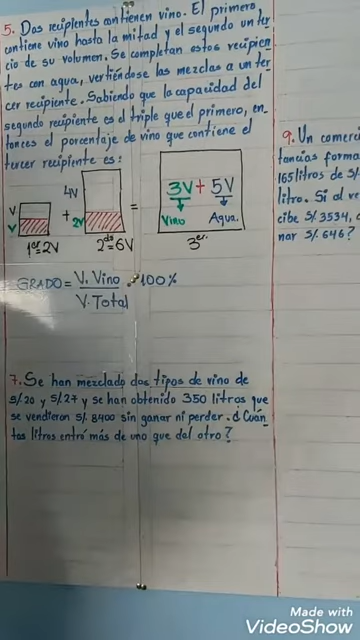 5. Dos recipientes contienen vino. El primero,
contiene vino hasta la mitad y el segundo un ter
cio de su volumen. Se completan estos recipien
tes con agua, vertiéndose las mezclas a un ter
cer recipiente. Sabiendo que la capacidad del
segundo recipiente es el triple que el primero, en-
tonces el porcentaje de vino que contiene el
tercer recipiente es:
V
V
1er=2V
+
4V
2V
2do=6V
=
3V + 5V
Vino Agua.
3er.
GRADO = V. Vino . 100%
V. Total
7. Se han mezclado dos tipos de vino de
S/.20 y S/.27 y se han obtenido 350 litros que
se vendieron S/. 8400 sin ganar ni perder. ¿Cuán-
tos litros entró más de uno que del otro?
9. Un comerci
tancias forma
165 litros de S/.
litro. Si al ve
cibe S/. 3534, c
nar S/. 646?
Made with
VideoShow